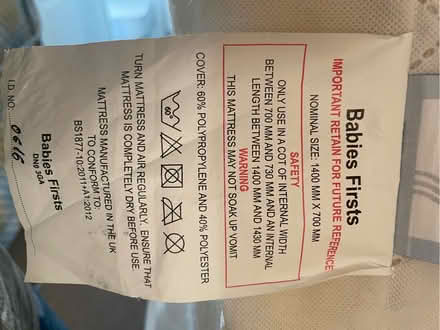 Babies Firsts
IMPORTANT RETAIN FOR FUTURE REFERENCE
NOMINAL SIZE: 1400 MM X 700 MM
SAFETY
ONLY USE IN A COT OF INTERNAL WIDTH
BETWEEN 700 MM AND 730 MM AND AN INTERNAL
LENGTH BETWEEN 1400 MM AND 1430 MM
WARNING
THIS MATTRESS MAY NOT SOAK UP VOMIT
COVER: 60% POLYPROPYLENE AND 40% POLYESTER
60
TURN MATTRESS AND AIR REGULARLY. ENSURE THAT
MATTRESS IS COMPLETELY DRY BEFORE USE.
MATTRESS MANUFACTURED IN THE UK
TO CONFORM TO:
BS1877-10:2011+A1:2012
Babies Firsts
DN9 3GA
I.D. NO: 0616